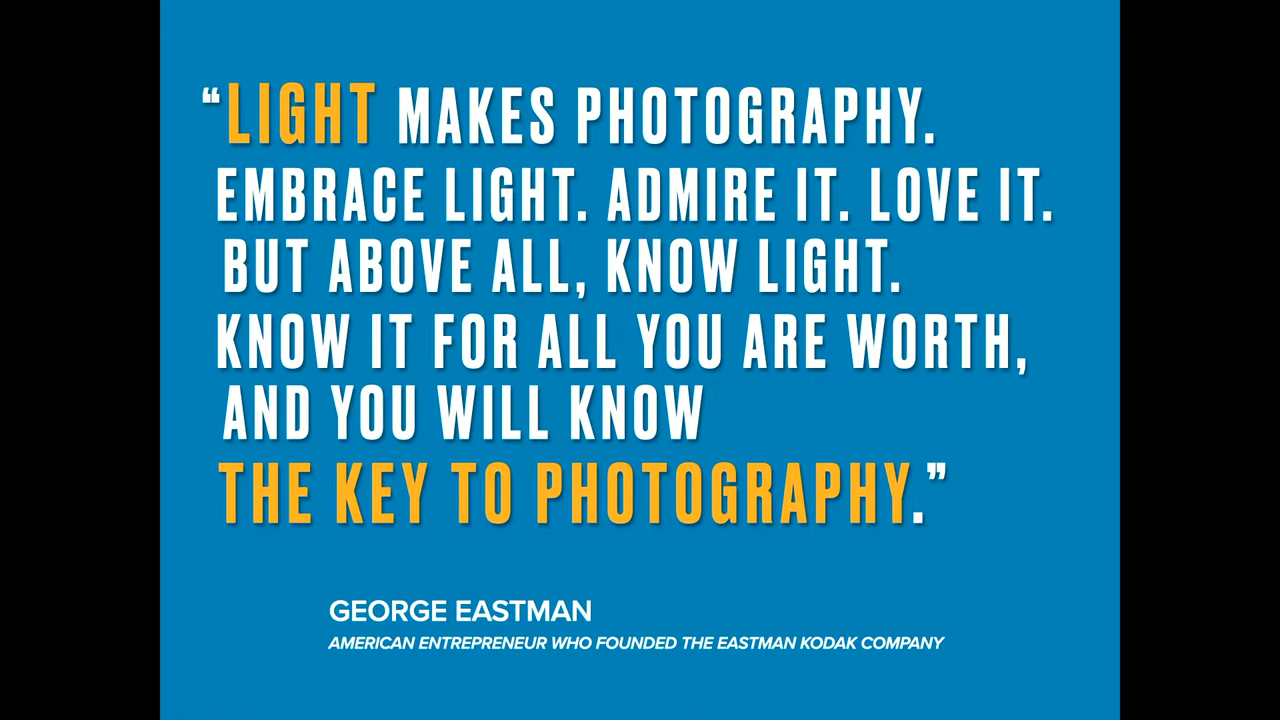 “LIGHT MAKES PHOTOGRAPHY.
EMBRACE LIGHT. ADMIRE IT. LOVE IT.
BUT ABOVE ALL, KNOW LIGHT.
KNOW IT FOR ALL YOU ARE WORTH,
AND YOU WILL KNOW
THE KEY TO PHOTOGRAPHY.”
GEORGE EASTMAN
AMERICAN ENTREPRENEUR WHO FOUNDED THE EASTMAN KODAK COMPANY